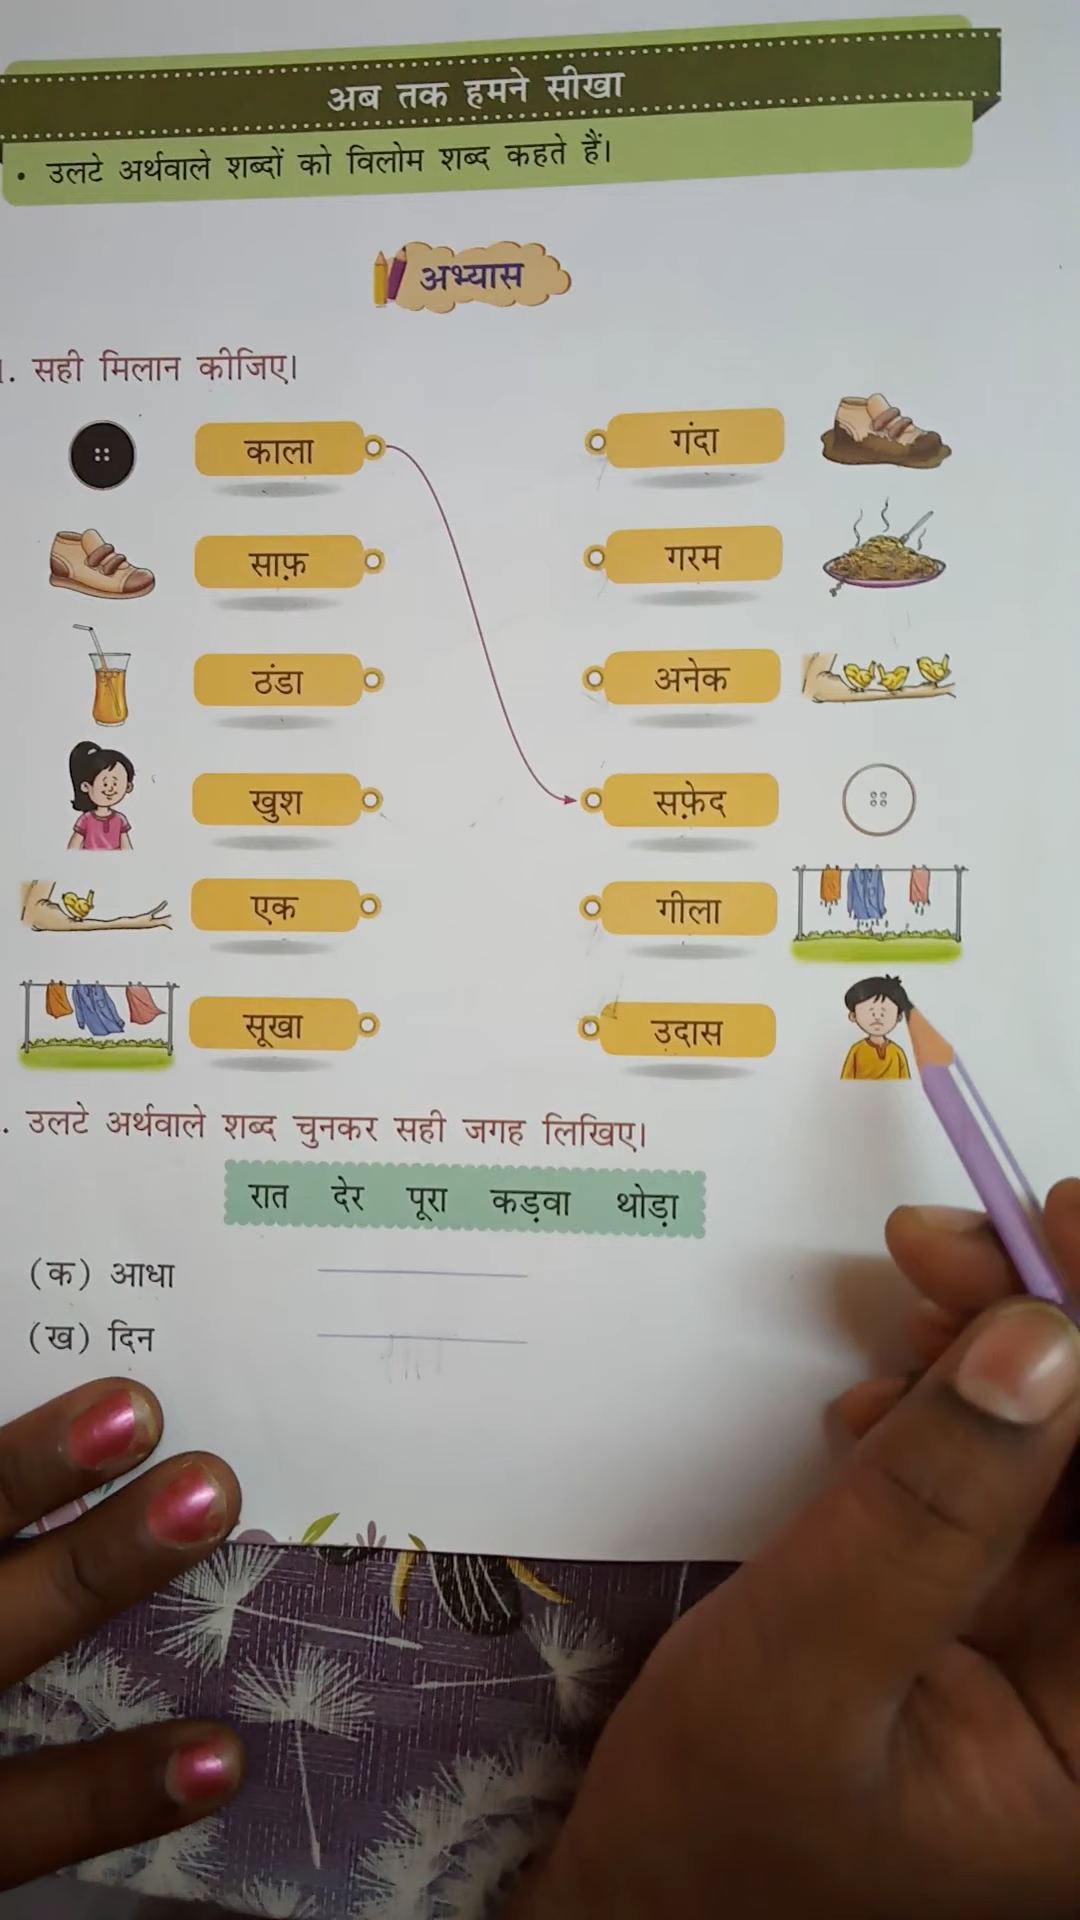 अब तक हमने सीखा
• उलटे अर्थवाले शब्दों को विलोम शब्द कहते हैं।
अभ्यास
. सही मिलान कीजिए।
काला गंदा
साफ़ गरम
ठंडा अनेक
खुश सफ़ेद
एक गीला
सूखा उदास
. उलटे अर्थवाले शब्द चुनकर सही जगह लिखिए।
रात देर पूरा कड़वा थोड़ा
(क) आधा
(ख) दिन